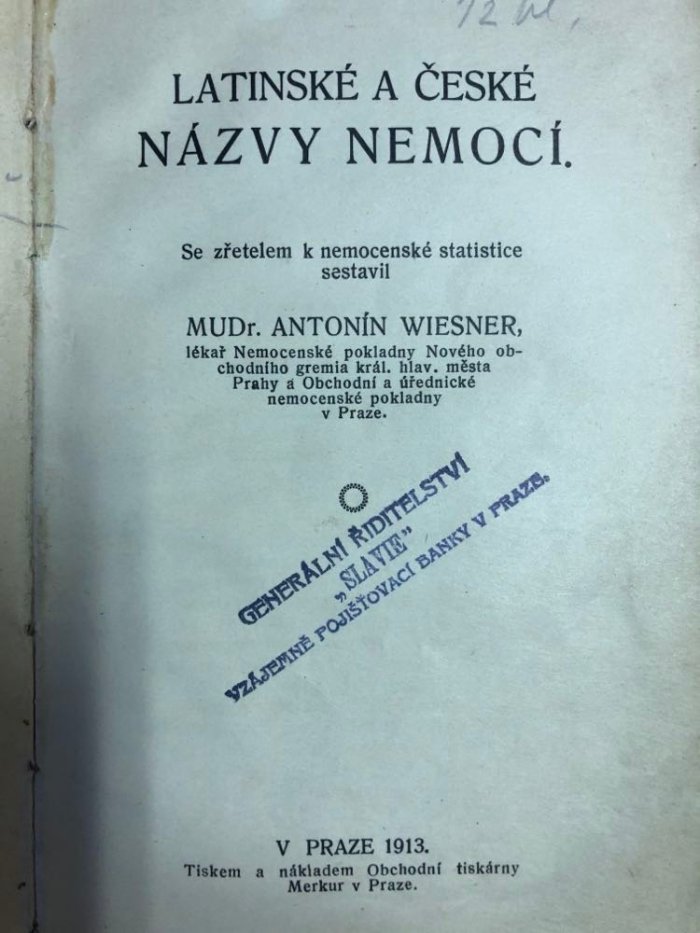 LATINSKÉ A ČESKÉ
NÁZVY NEMOCÍ.
Se zřetelem k nemocenské statistice
sestavil
MUDr. ANTONÍN WIESNER,
lékař Nemocenské pokladny Nového ob-
chodního gremia král. hlav. města
Prahy a Obchodní a úřednické
nemocenské pokladny
v Praze.
GENERÁLNÍ ŘIDITELSTVÍ
„SLAVIE"
VZÁJEMNĚ POJIŠŤOVACÍ BANKY V PRAZE.
V PRAZE 1913.
Tiskem a nákladem Obchodní tiskárny
Merkur v Praze.